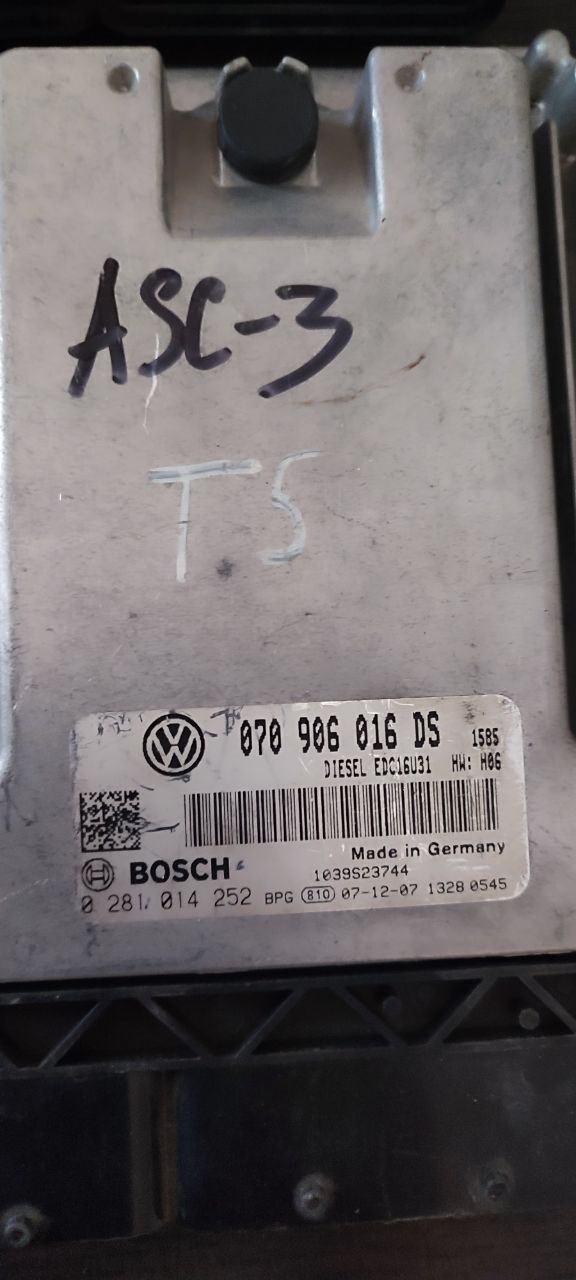 ASC-3
T5
070 906 016 DS 1585
DIESEL EDC16U31 HW: H06
Made in Germany
BOSCH
1039S23744
0 281 014 252 BPG 810 07-12-07 1328 0545